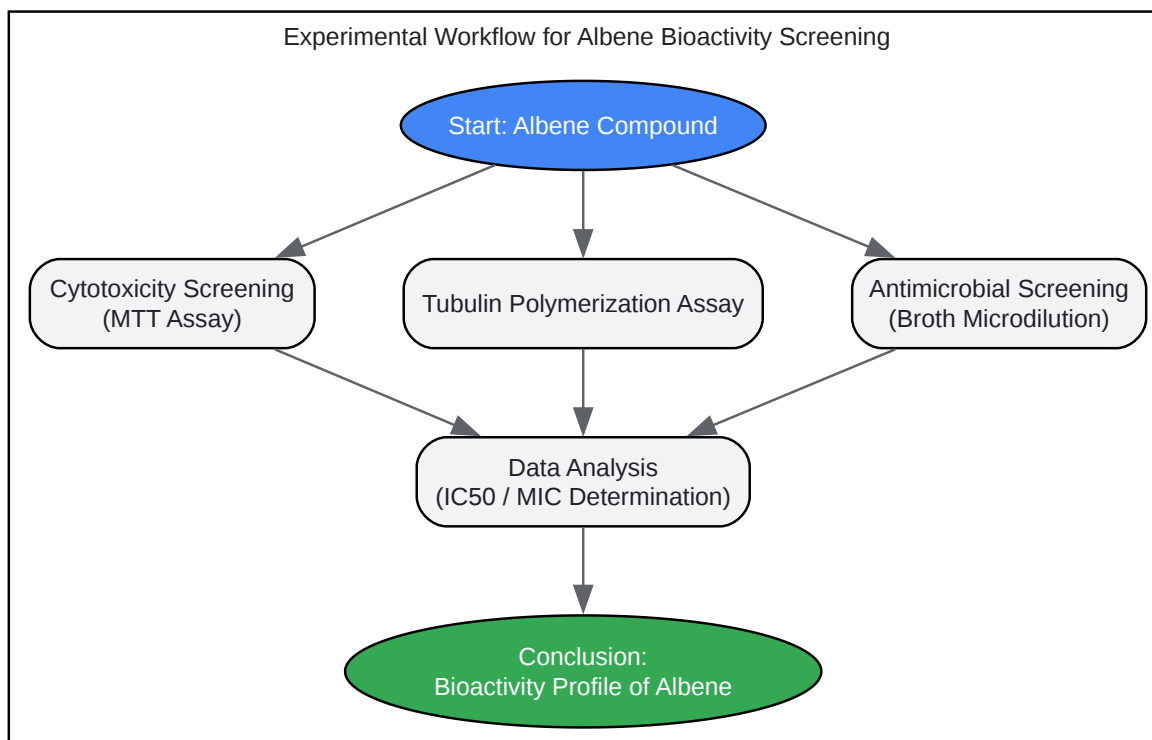 Experimental Workflow for Albene Bioactivity Screening
Start: Albene Compound
Cytotoxicity Screening
(MTT Assay)
Tubulin Polymerization Assay
Antimicrobial Screening
(Broth Microdilution)
Data Analysis
(IC50 / MIC Determination)
Conclusion:
Bioactivity Profile of Albene